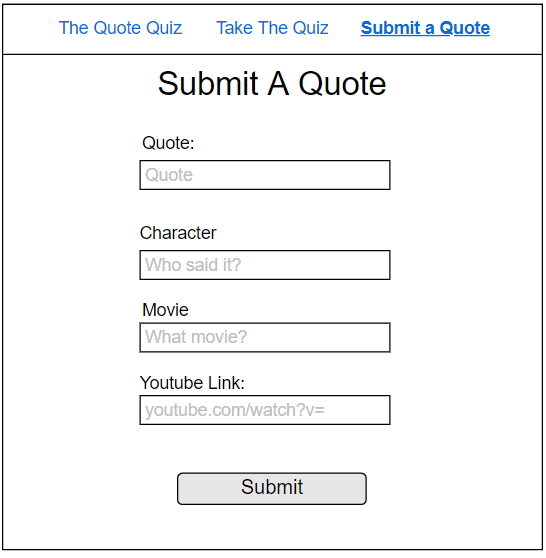 The Quote Quiz Take The Quiz Submit a Quote
Submit A Quote
Quote:
Quote
Character
Who said it?
Movie
What movie?
Youtube Link:
youtube.com/watch?v=
Submit